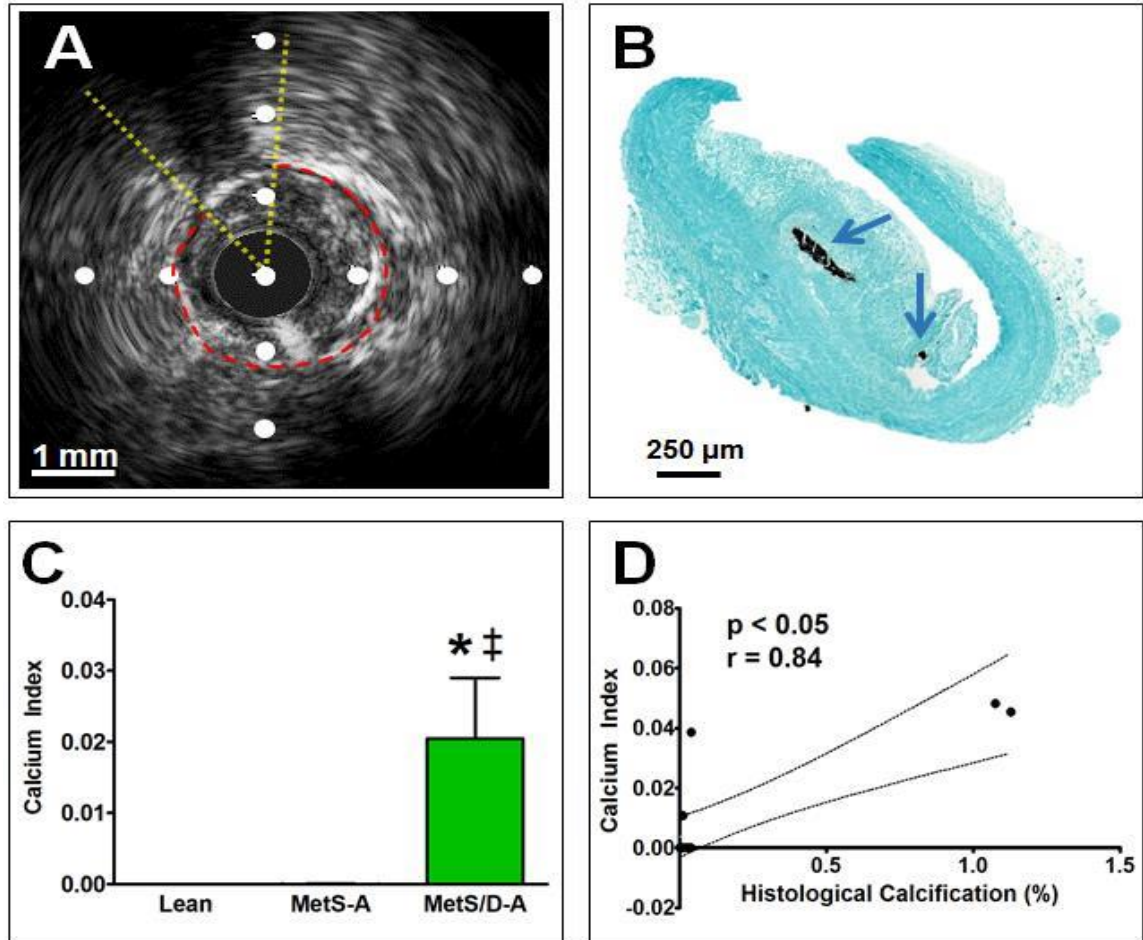 A
1 mm
B
250 µm
C
Calcium Index
0.04
0.03
0.02
0.01
0.00
* ‡
Lean MetS-A MetS/D-A
D
Calcium Index
0.08
0.06
0.04
0.02
0.00
-0.02
p < 0.05
r = 0.84
0.5 1.0 1.5
Histological Calcification (%)